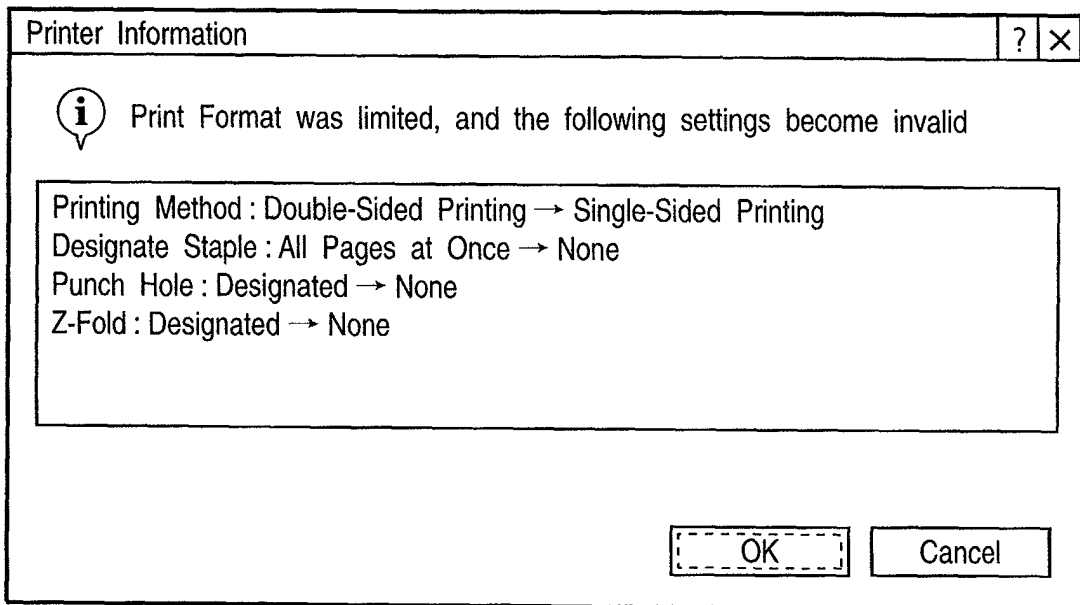 Printer Information ? ×
i Print Format was limited, and the following settings become invalid
Printing Method : Double-Sided Printing → Single-Sided Printing
Designate Staple : All Pages at Once → None
Punch Hole : Designated → None
Z-Fold : Designated → None
OK Cancel